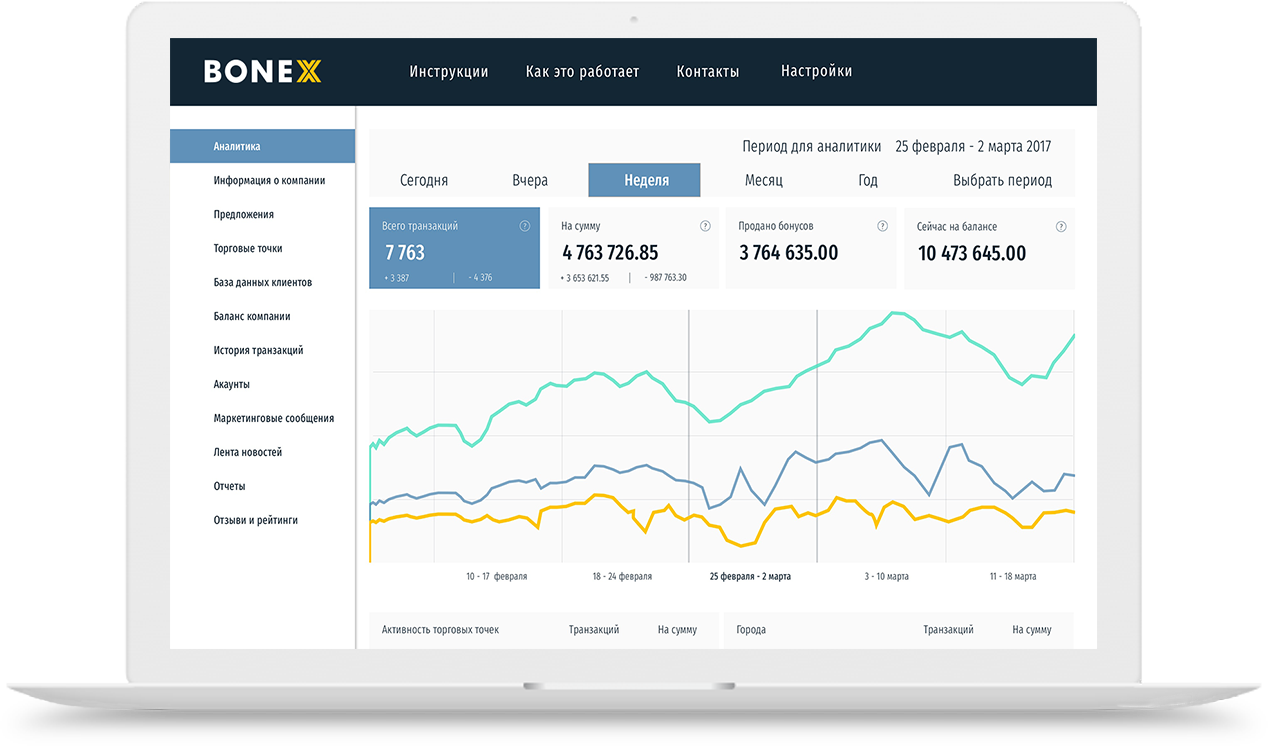 BONEX
Инструкции Как это работает Контакты Настройки
Аналитика
Информация о компании
Предложения
Торговые точки
База данных клиентов
Баланс компании
История транзакций
Акаунты
Маркетинговые сообщения
Лента новостей
Отчеты
Отзывы и рейтинги
Период для аналитики 25 февраля - 2 марта 2017
Сегодня Вчера Неделя Месяц Год Выбрать период
Всего транзакций ?
7 763
+ 3 387 | - 4 376
На сумму ?
4 763 726.85
+ 3 653 621.55 | - 987 763.30
Продано бонусов ?
3 764 635.00
Сейчас на балансе ?
10 473 645.00
10 - 17 февраля 18 - 24 февраля 25 февраля - 2 марта 3 - 10 марта 11 - 18 марта
Активность торговых точек Транзакций На сумму
Города Транзакций На сумму